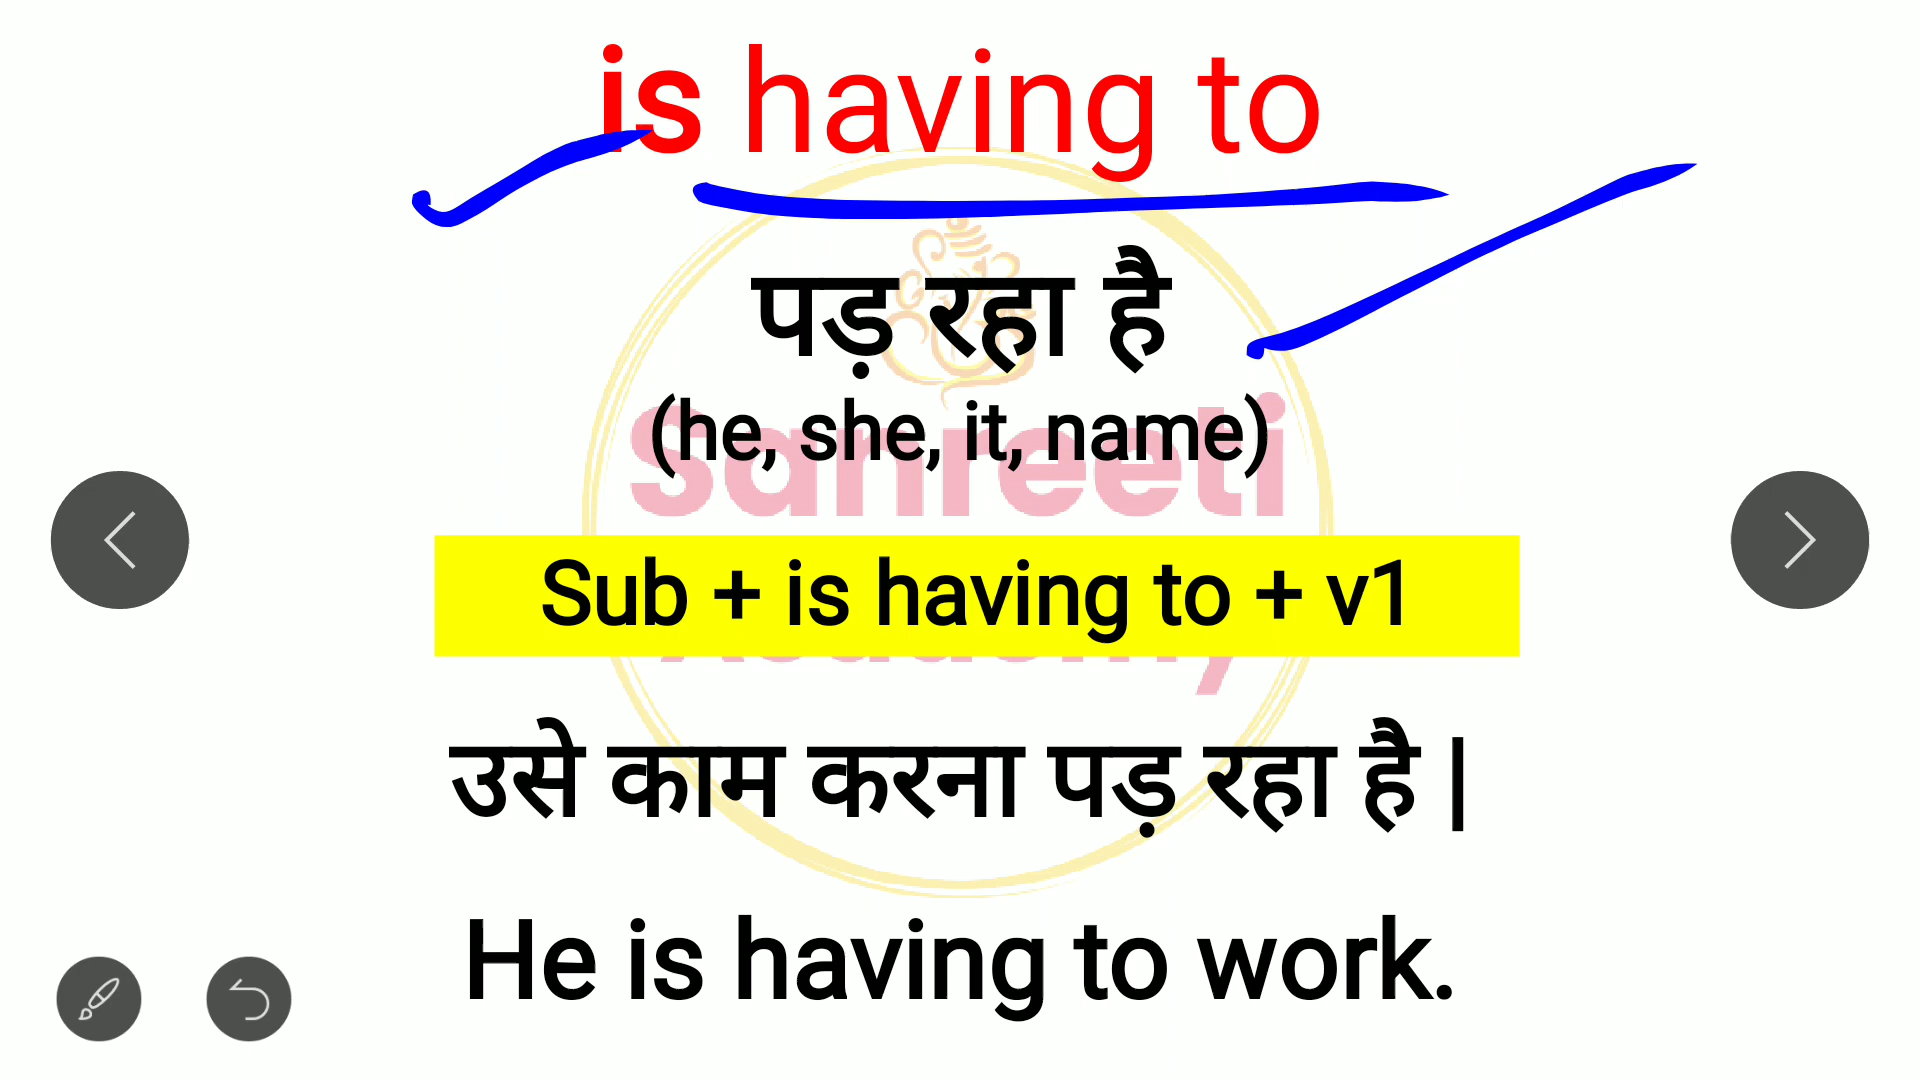 is having to
पड़ रहा है
(he, she, it, name)
Sanreeti
Sub + is having to + v1
उसे काम करना पड़ रहा है |
He is having to work.